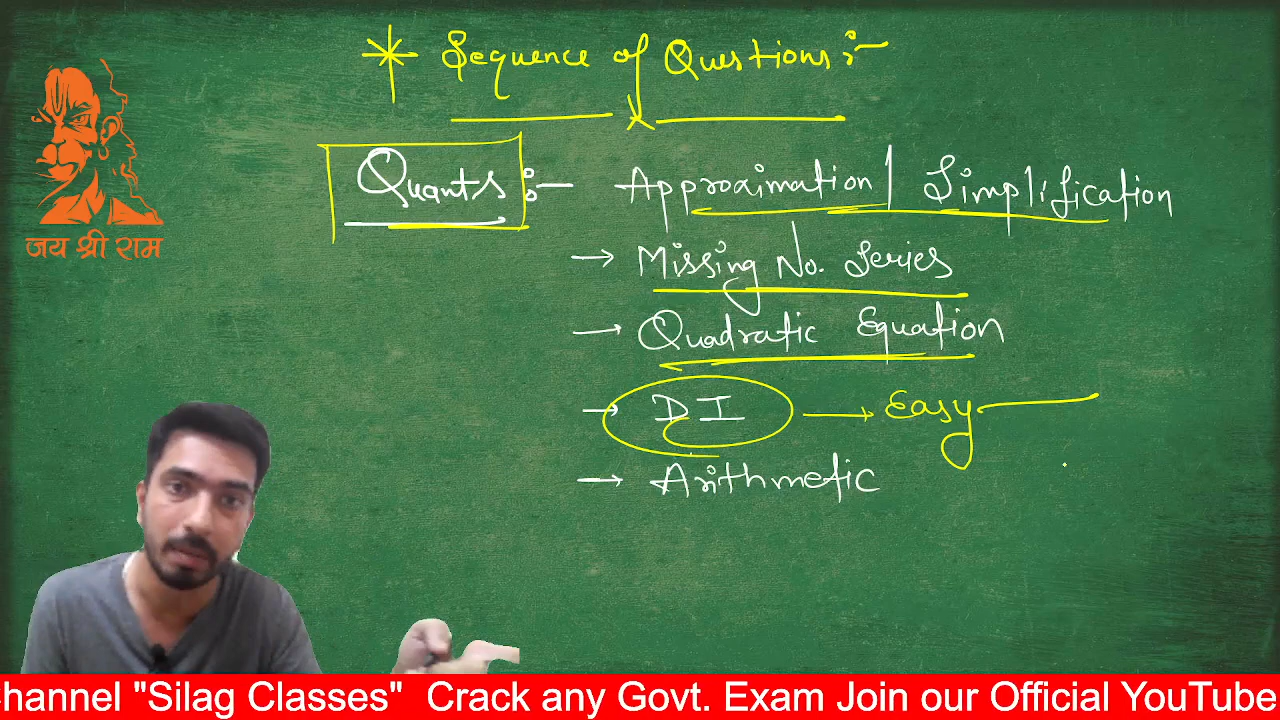 * Sequence of Questions :-
Quants :- Approximation | Simplification
→ Missing No. Series
→ Quadratic Equation
→ DI → Easy
→ Arithmetic
जय श्री राम
hannel "Silag Classes" Crack any Govt. Exam Join our Official YouTube